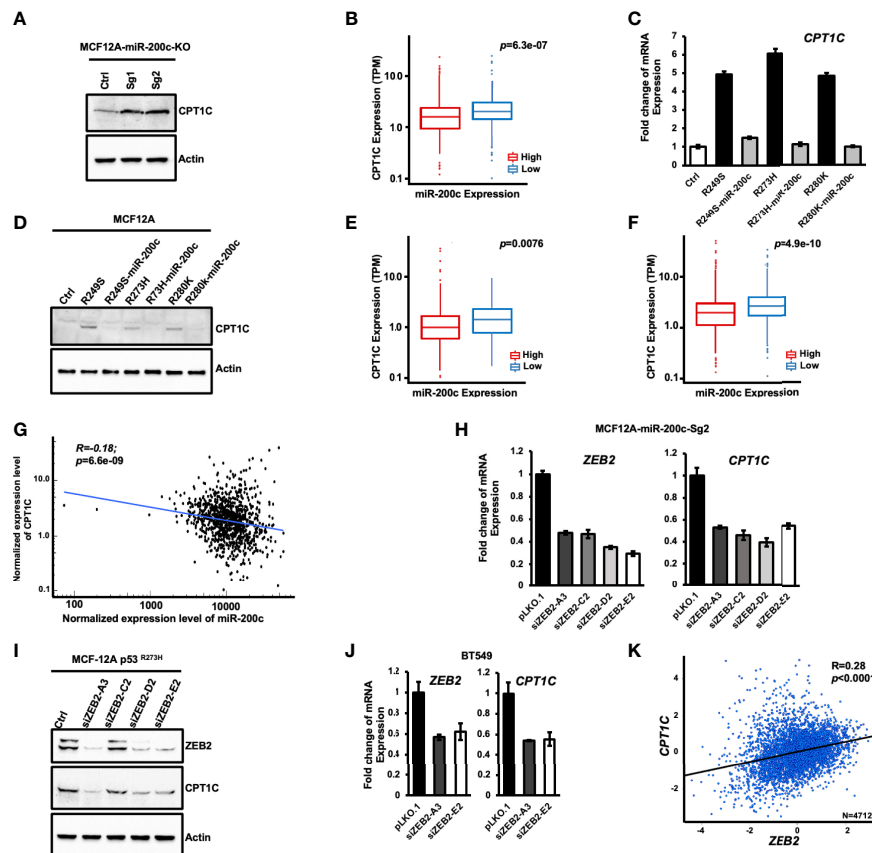 A
MCF12A-miR-200c-KO
Ctrl Sg1 Sg2
CPT1C
Actin
B
p=6.3e-07
CPT1C Expression (TPM)
10.0
1.0
0.1
High
Low
miR-200c Expression
C
CPT1C
Fold change of mRNA
Expression
7
6
5
4
3
2
1
0
Ctrl
R249S
R249S-miR-200c
R273H
R273H-miR-200c
R280K
R280K-miR-200c
D
MCF12A
Ctrl
R249S
R249S-miR-200c
R273H
R73H-miR-200c
R280K
R280k-miR-200c
CPT1C
Actin
E
p=0.0076
CPT1C Expression (TPM)
10.0
1.0
0.1
High
Low
miR-200c Expression
F
p=4.9e-10
CPT1C Expression (TPM)
10.0
1.0
0.1
High
Low
miR-200c Expression
G
R=-0.18;
p=6.6e-09
Normalized expression level
of CPT1C
10.0
1.0
0.1
100 1000 10000
Normalized expression level of miR-200c
H
MCF12A-miR-200c-Sg2
ZEB2
Fold change of mRNA
Expression
1.2
1
0.8
0.6
0.4
0.2
0
pLKO.1
siZEB2-A3
siZEB2-C2
siZEB2-D2
siZEB2-E2
CPT1C
1.2
1
0.8
0.6
0.4
0.2
0
pLKO.1
siZEB2-A3
siZEB2-C2
siZEB2-D2
siZEB2-E2
I
MCF-12A p53 R273H
Ctrl
siZEB2-A3
siZEB2-C2
siZEB2-D2
siZEB2-E2
ZEB2
CPT1C
Actin
J
BT549
ZEB2
Fold change of mRNA
Expression
pLKO.1
siZEB2-A3
siZEB2-E2
CPT1C
pLKO.1
siZEB2-A3
siZEB2-E2
K
R=0.28
p<0.0001
CPT1C
4
2
0
-2
N=4712
-4 -2 0 2
ZEB2